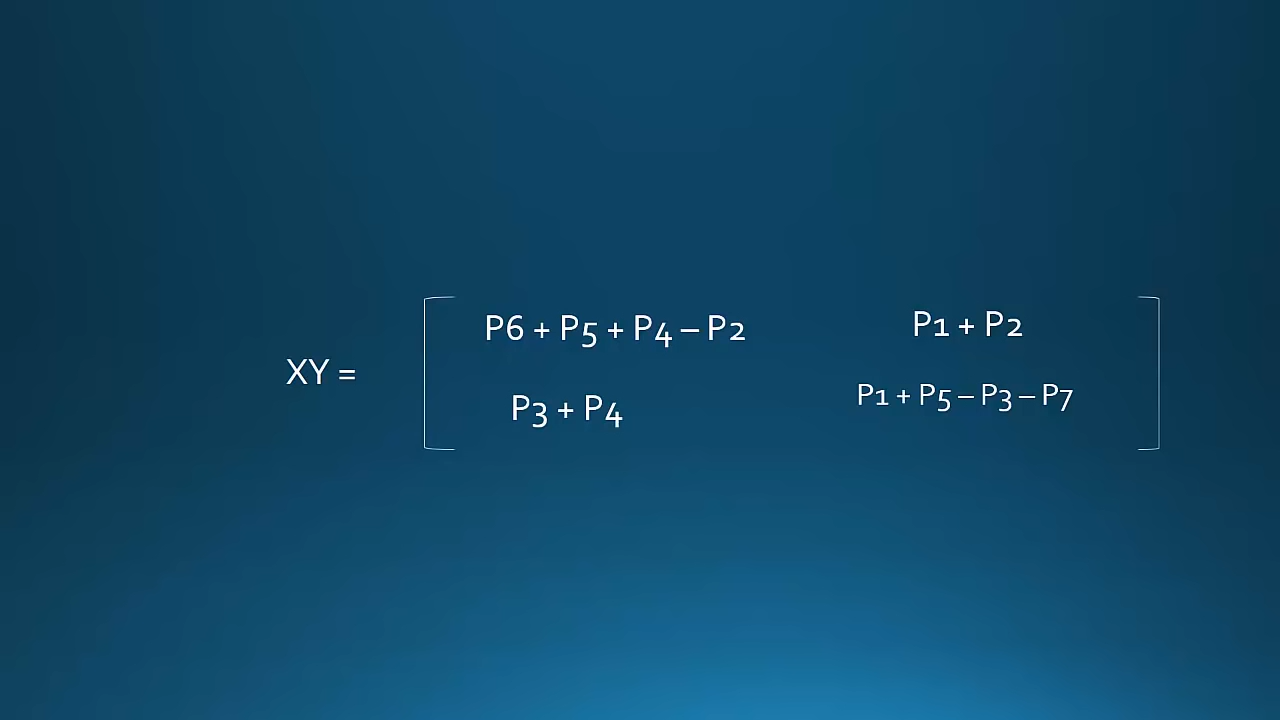 P6 + P5 + P4 – P2 P1 + P2
XY =
P3 + P4 P1 + P5 – P3 – P7